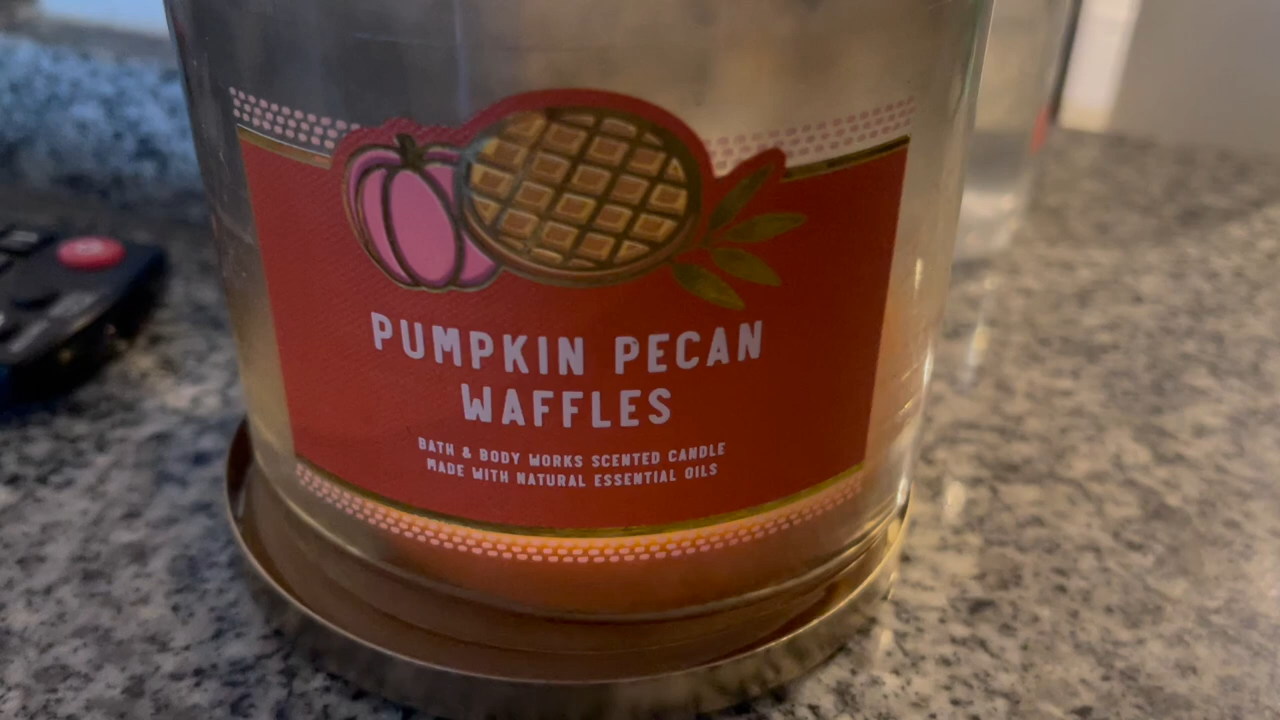 PUMPKIN PECAN
WAFFLES
BATH & BODY WORKS SCENTED CANDLE
MADE WITH NATURAL ESSENTIAL OILS